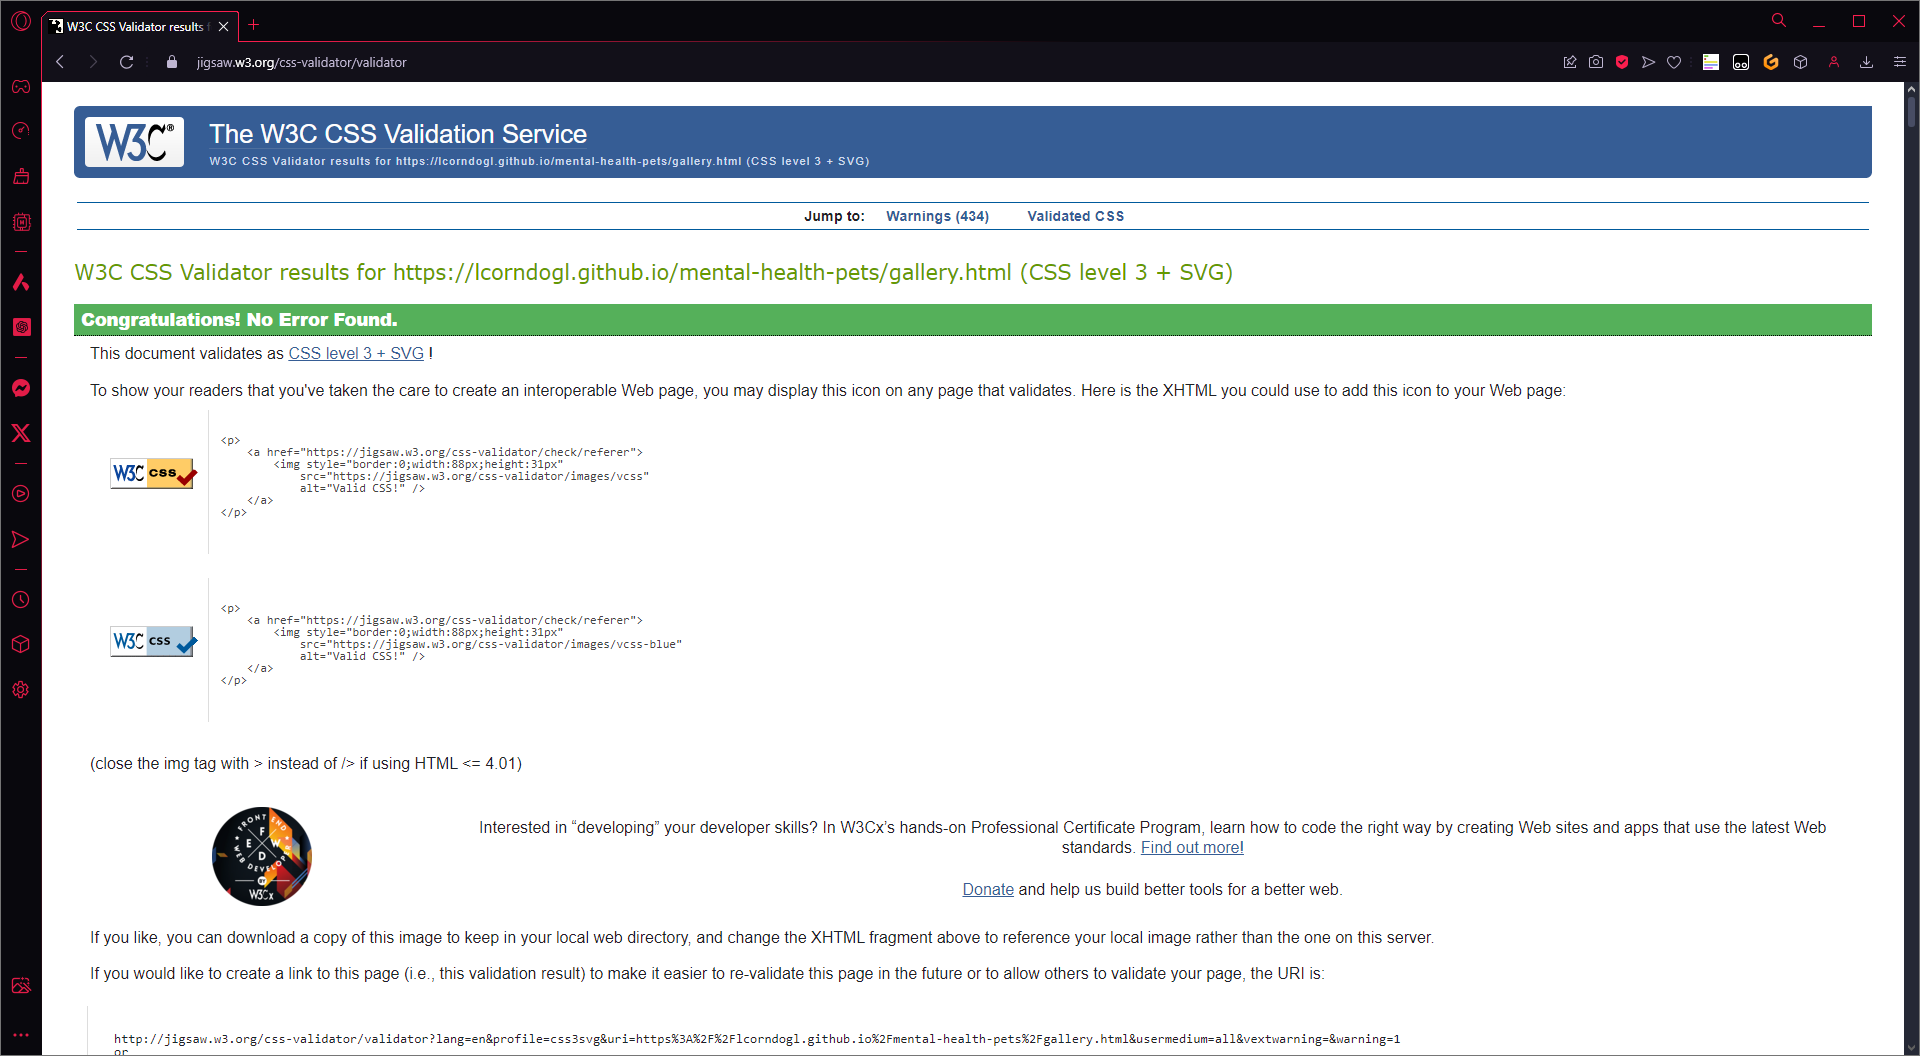 W3C CSS Validator results
jigsaw.w3.org/css-validator/validator
W3C®
The W3C CSS Validation Service
W3C CSS Validator results for https://lcorndogl.github.io/mental-health-pets/gallery.html (CSS level 3 + SVG)
Jump to: Warnings (434) Validated CSS
W3C CSS Validator results for https://lcorndogl.github.io/mental-health-pets/gallery.html (CSS level 3 + SVG)
Congratulations! No Error Found.
This document validates as CSS level 3 + SVG !
To show your readers that you've taken the care to create an interoperable Web page, you may display this icon on any page that validates. Here is the XHTML you could use to add this icon to your Web page:
W3C CSS
<p>
<a href="https://jigsaw.w3.org/css-validator/check/referer">
<img style="border:0;width:88px;height:31px"
src="https://jigsaw.w3.org/css-validator/images/vcss"
alt="Valid CSS!" />
</a>
</p>
W3C CSS
<p>
<a href="https://jigsaw.w3.org/css-validator/check/referer">
<img style="border:0;width:88px;height:31px"
src="https://jigsaw.w3.org/css-validator/images/vcss-blue"
alt="Valid CSS!" />
</a>
</p>
(close the img tag with > instead of /> if using HTML <= 4.01)
FRONT END
F E W D
WEB DEVELOPER
BY
W3Cx
Interested in “developing” your developer skills? In W3Cx’s hands-on Professional Certificate Program, learn how to code the right way by creating Web sites and apps that use the latest Web
standards. Find out more!
Donate and help us build better tools for a better web.
If you like, you can download a copy of this image to keep in your local web directory, and change the XHTML fragment above to reference your local image rather than the one on this server.
If you would like to create a link to this page (i.e., this validation result) to make it easier to re-validate this page in the future or to allow others to validate your page, the URI is:
http://jigsaw.w3.org/css-validator/validator?lang=en&profile=css3svg&uri=https%3A%2F%2Flcorndogl.github.io%2Fmental-health-pets%2Fgallery.html&usermedium=all&vextwarning=&warning=1
or